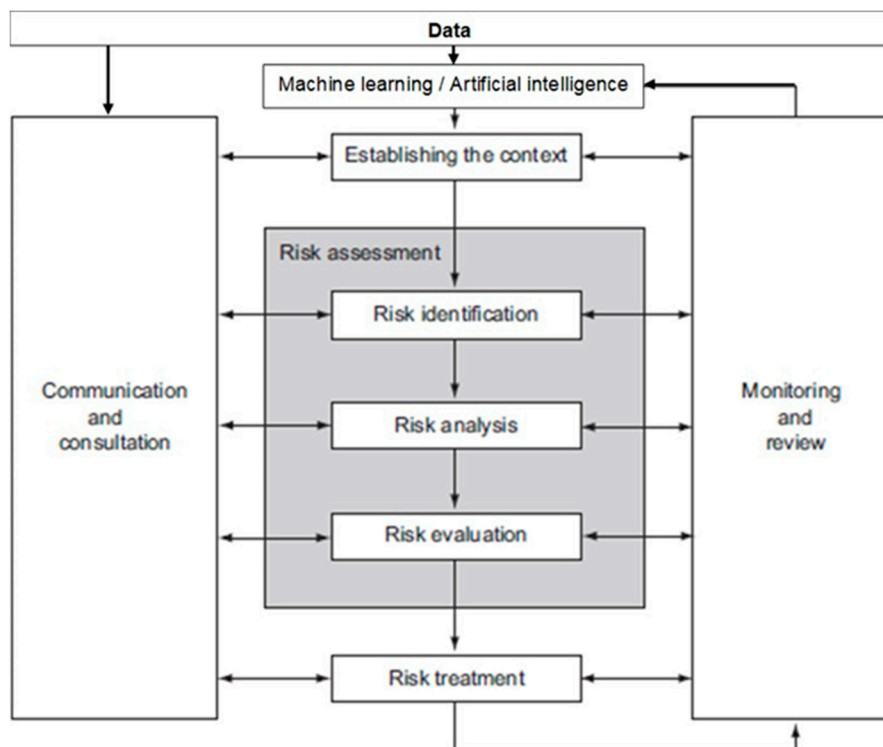 Data
Machine learning / Artificial intelligence
Establishing the context
Risk assessment
Risk identification
Communication
and
consultation
Monitoring
and
review
Risk analysis
Risk evaluation
Risk treatment